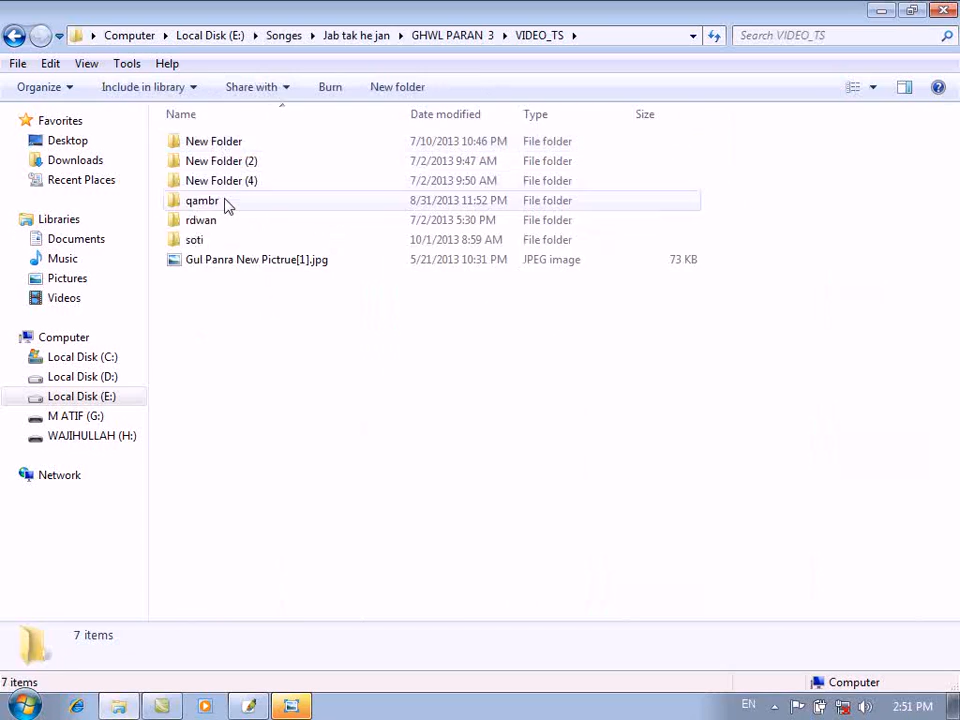 Computer Local Disk (E:) Songes Jab tak he jan GHWL PARAN 3 VIDEO_TS Search VIDEO_TS
File Edit View Tools Help
Organize Include in library Share with Burn New folder
Name Date modified Type Size
Favorites
Desktop
Downloads
Recent Places
Libraries
Documents
Music
Pictures
Videos
Computer
Local Disk (C:)
Local Disk (D:)
Local Disk (E:)
M ATIF (G:)
WAJIHULLAH (H:)
Network
New Folder 7/10/2013 10:46 PM File folder
New Folder (2) 7/2/2013 9:47 AM File folder
New Folder (4) 7/2/2013 9:50 AM File folder
qambr 8/31/2013 11:52 PM File folder
rdwan 7/2/2013 5:30 PM File folder
soti 10/1/2013 8:59 AM File folder
Gul Panra New Pictrue[1].jpg 5/21/2013 10:31 PM JPEG image 73 KB
7 items
7 items Computer
EN 2:51 PM